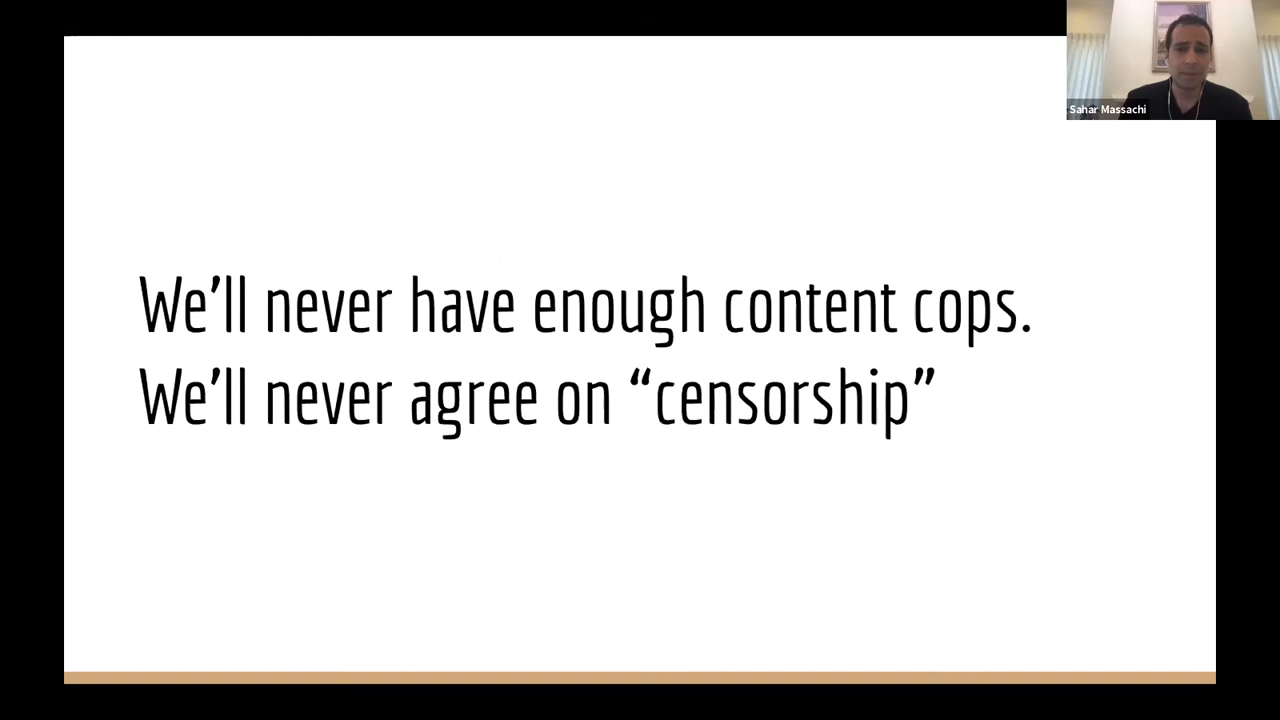 Sahar Massachi
We’ll never have enough content cops.
We’ll never agree on “censorship”